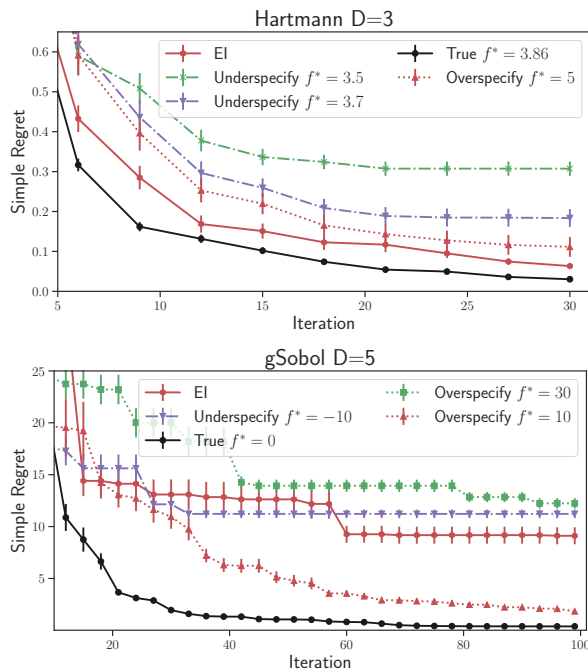 Hartmann D=3
Simple Regret
0.6
0.5
0.4
0.3
0.2
0.1
0.0
EI
Underspecify f* = 3.5
Underspecify f* = 3.7
True f* = 3.86
Overspecify f* = 5
5
10
15
20
25
30
Iteration
gSobol D=5
Simple Regret
25
20
15
10
5
EI
Underspecify f* = −10
True f* = 0
Overspecify f* = 30
Overspecify f* = 10
20
40
60
80
100
Iteration